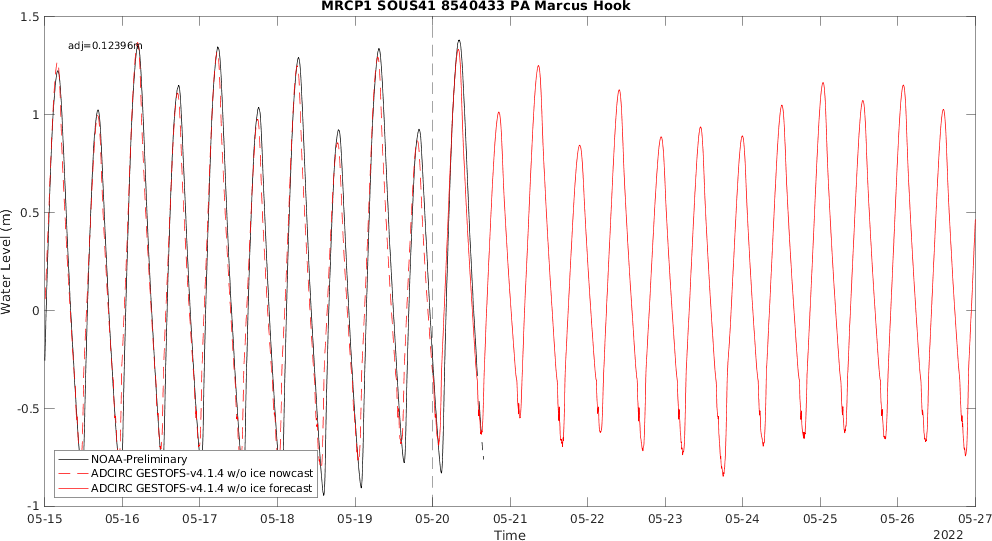 MRCP1 SOUS41 8540433 PA Marcus Hook
adj=0.12396m
1.5
1
0.5
0
-0.5
-1
Water Level (m)
NOAA-Preliminary
ADCIRC GESTOFS-v4.1.4 w/o ice nowcast
ADCIRC GESTOFS-v4.1.4 w/o ice forecast
05-15 05-16 05-17 05-18 05-19 05-20 05-21 05-22 05-23 05-24 05-25 05-26 05-27
Time
2022